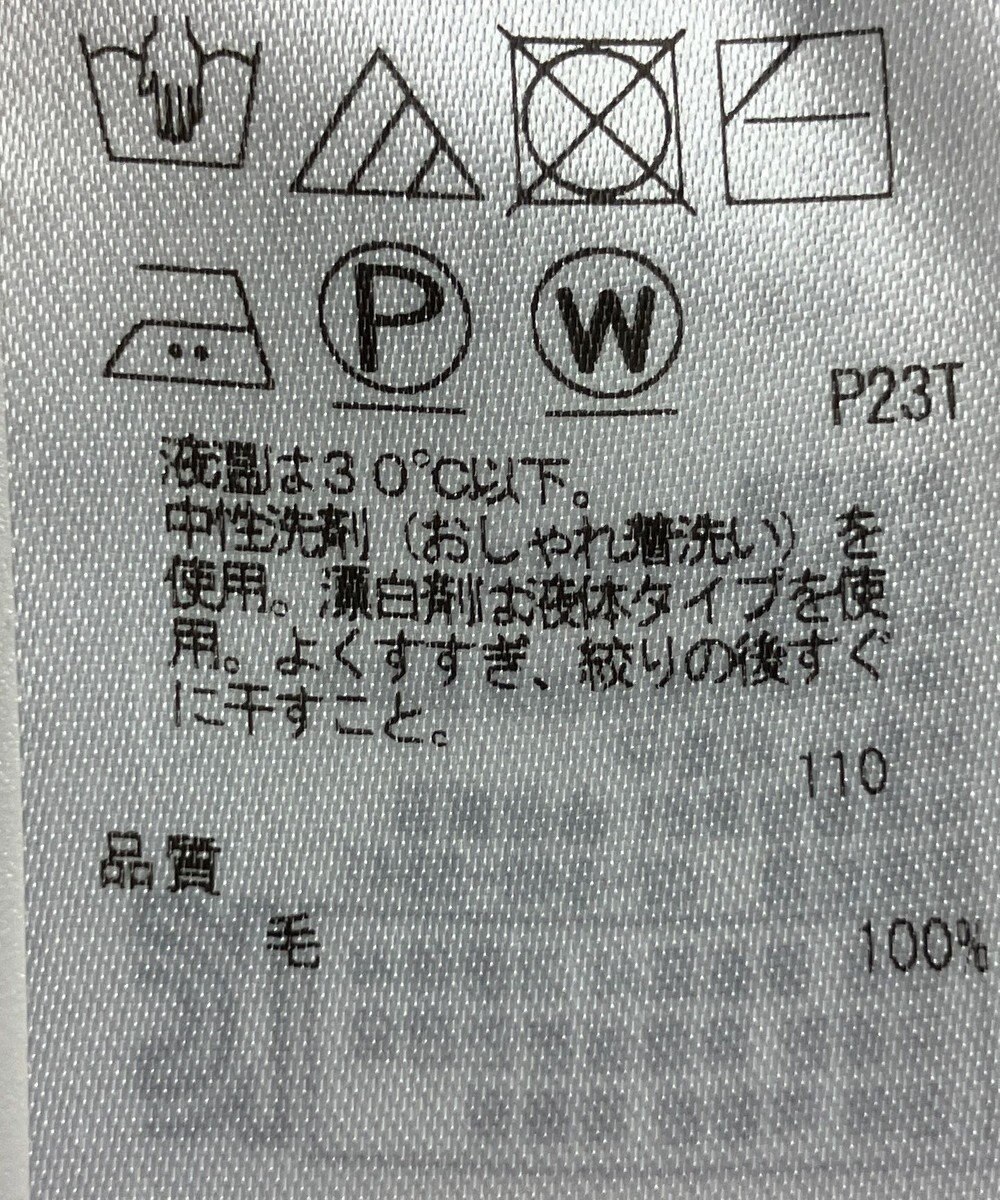 P
W
P23T
液温は30℃以下。
中性洗剤(おしゃれ着洗い)を
使用。漂白剤は液体タイプを使
用。よくすすぎ、絞りの後すぐ
に干すこと。
110
品質
毛 100%